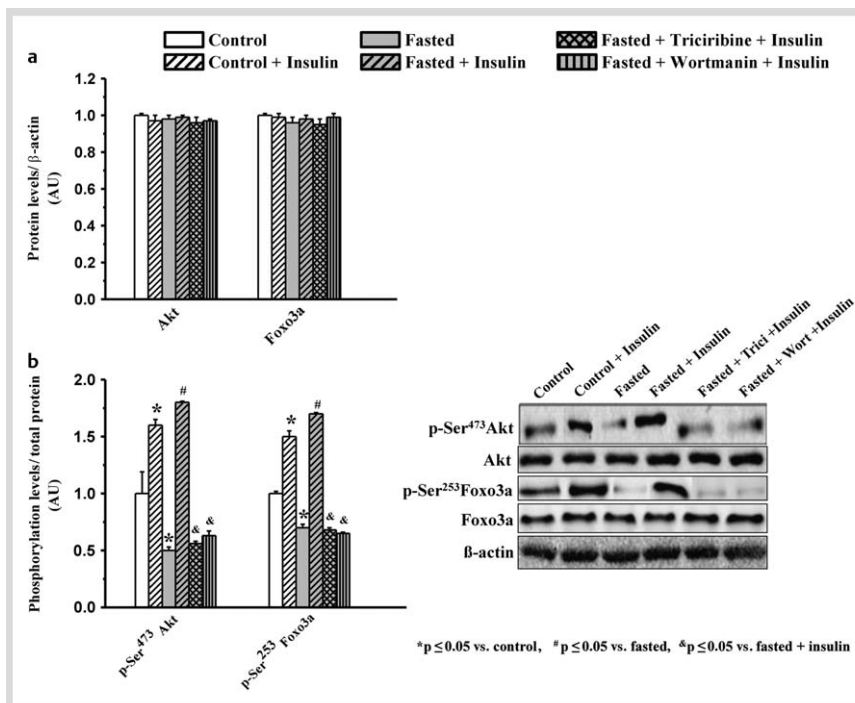 Control
Fasted
Fasted + Triciribine + Insulin
Control + Insulin
Fasted + Insulin
Fasted + Wortmanin + Insulin
a
Protein levels/ β-actin
(AU)
1.2
1.0
0.8
0.6
0.4
0.2
0.0
Akt
Foxo3a
b
Phosphorylation levels/ total protein
(AU)
2.0
1.5
1.0
0.5
0.0
* * # & &
* * # & &
p-Ser473 Akt
p-Ser253 Foxo3a
Control
Control + Insulin
Fasted
Fasted + Insulin
Fasted + Trici +Insulin
Fasted + Wort +Insulin
p-Ser473Akt
Akt
p-Ser253Foxo3a
Foxo3a
ß-actin
*p ≤ 0.05 vs. control, #p ≤ 0.05 vs. fasted, &p ≤ 0.05 vs. fasted + insulin